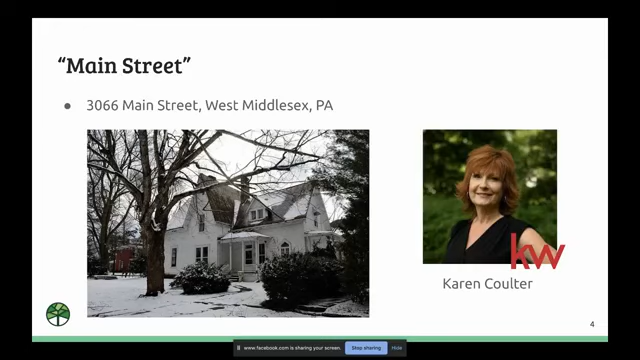 “Main Street”
● 3066 Main Street, West Middlesex, PA
kw
Karen Coulter
4
www.facebook.com is sharing your screen. Stop sharing Hide